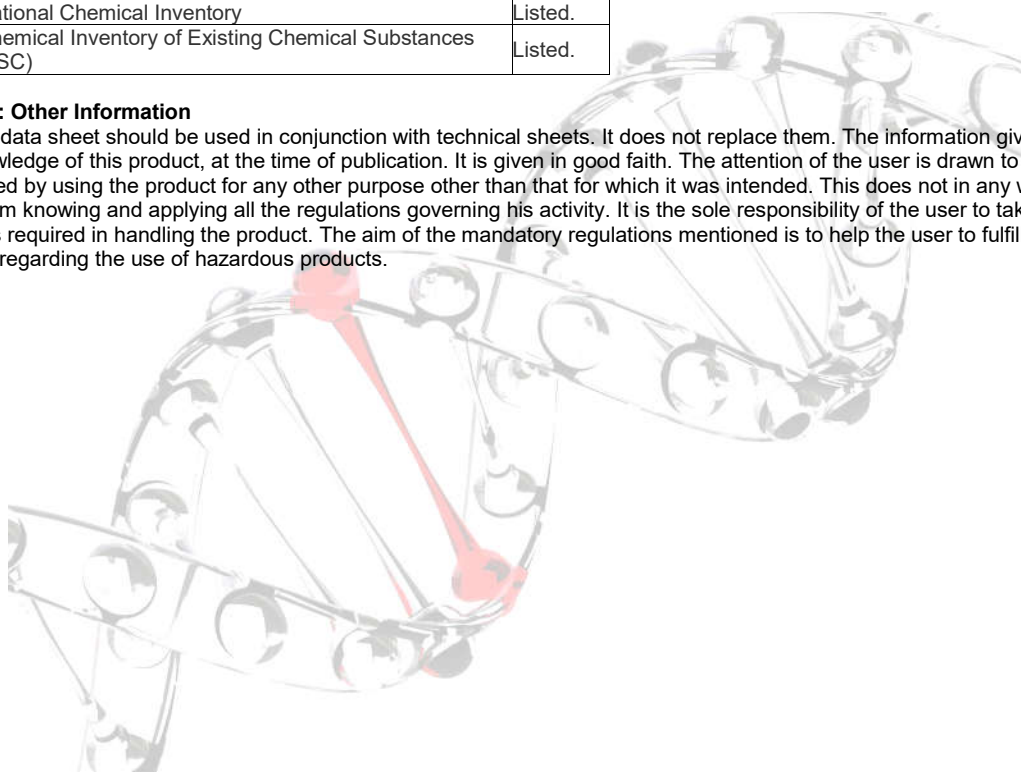 tional Chemical Inventory Listed.
emical Inventory of Existing Chemical Substances
SC) Listed.
: Other Information
data sheet should be used in conjunction with technical sheets. It does not replace them. The information giv
wledge of this product, at the time of publication. It is given in good faith. The attention of the user is drawn to
ed by using the product for any other purpose other than that for which it was intended. This does not in any w
m knowing and applying all the regulations governing his activity. It is the sole responsibility of the user to tak
s required in handling the product. The aim of the mandatory regulations mentioned is to help the user to fulfil
regarding the use of hazardous products.